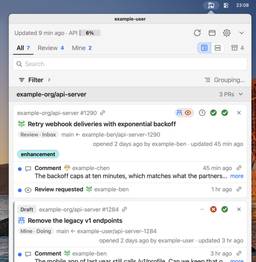 23:08
example-user
Updated 9 min ago · API 6%
All 7 Review 4 Mine 2
4
Search
Filter
Grouping...
example-org/api-server
3 PRs
example-org/api-server #1290
Retry webhook deliveries with exponential backoff
Review · Inbox main ← example-ben/api-server-1290
opened 2 days ago by example-ben · updated 45 min ago
enhancement
Comment example-chen 45 min ago
The backoff caps at ten minutes, which matches what the partners... more
Review requested example-ben 1 hr ago
Draft example-org/api-server #1284
Remove the legacy v1 endpoints
Mine · Doing main ← example-user/api-server-1284
opened 2 days ago by example-user · updated 3 hr ago
Comment example-ben 3 hr ago